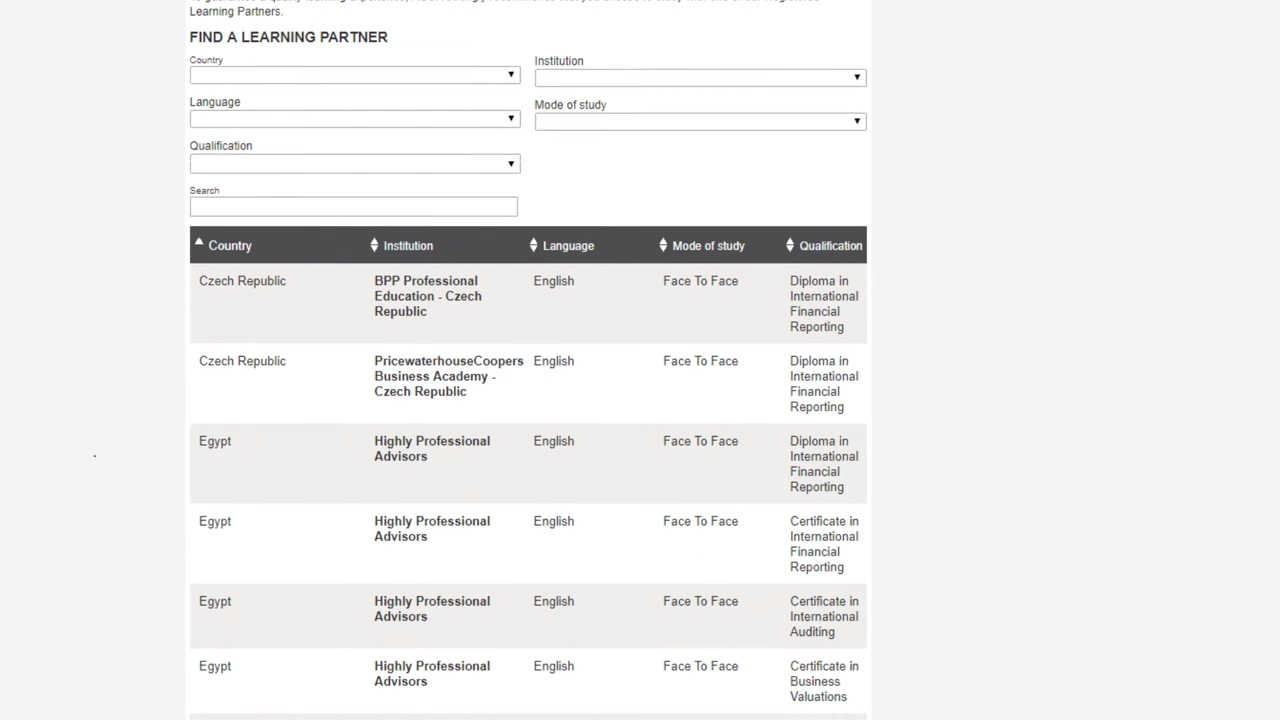 Learning Partners.
FIND A LEARNING PARTNER
Country
Institution
Language
Mode of study
Qualification
Search
Country Institution Language Mode of study Qualification
Czech Republic BPP Professional English Face To Face Diploma in
Education - Czech International
Republic Financial
Reporting
Czech Republic PricewaterhouseCoopers English Face To Face Diploma in
Business Academy - International
Czech Republic Financial
Reporting
Egypt Highly Professional English Face To Face Diploma in
Advisors International
Financial
Reporting
Egypt Highly Professional English Face To Face Certificate in
Advisors International
Financial
Reporting
Egypt Highly Professional English Face To Face Certificate in
Advisors International
Auditing
Egypt Highly Professional English Face To Face Certificate in
Advisors Business
Valuations